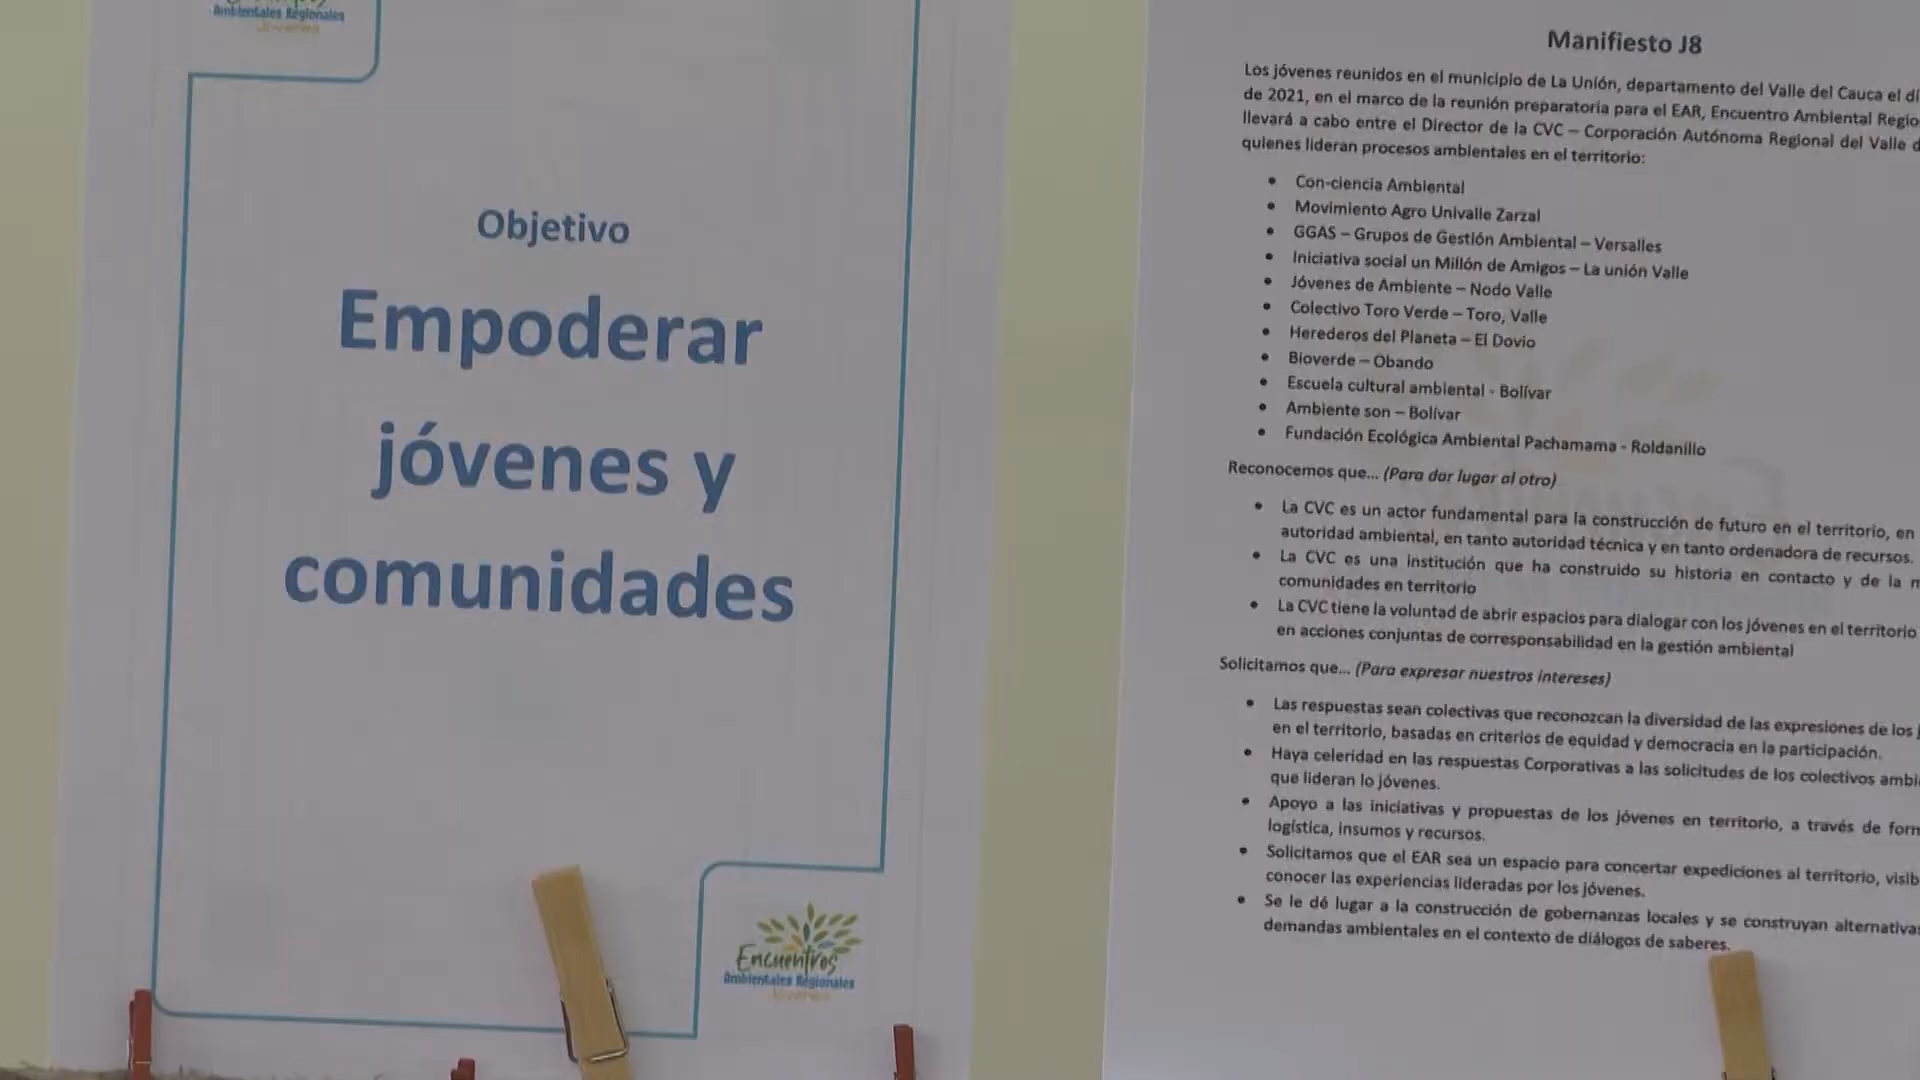 Ambientales Regionales
Jóvenes
Objetivo
Empoderar
jóvenes y
comunidades
Encuentros
Ambientales Regionales
Jóvenes
Manifiesto J8
Los jóvenes reunidos en el municipio de La Unión, departamento del Valle del Cauca el dí
de 2021, en el marco de la reunión preparatoria para el EAR, Encuentro Ambiental Regio
llevará a cabo entre el Director de la CVC – Corporación Autónoma Regional del Valle d
quienes lideran procesos ambientales en el territorio:
• Con-ciencia Ambiental
• Movimiento Agro Univalle Zarzal
• GGAS – Grupos de Gestión Ambiental – Versalles
• Iniciativa social un Millón de Amigos – La unión Valle
• Jóvenes de Ambiente – Nodo Valle
• Colectivo Toro Verde – Toro, Valle
• Herederos del Planeta – El Dovio
• Bioverde – Obando
• Escuela cultural ambiental - Bolívar
• Ambiente son – Bolívar
• Fundación Ecológica Ambiental Pachamama - Roldanillo
Reconocemos que... (Para dar lugar al otro)
• La CVC es un actor fundamental para la construcción de futuro en el territorio, en
autoridad ambiental, en tanto autoridad técnica y en tanto ordenadora de recursos.
• La CVC es una institución que ha construido su historia en contacto y de la m
comunidades en territorio
• La CVC tiene la voluntad de abrir espacios para dialogar con los jóvenes en el territorio
en acciones conjuntas de corresponsabilidad en la gestión ambiental
Solicitamos que... (Para expresar nuestros intereses)
• Las respuestas sean colectivas que reconozcan la diversidad de las expresiones de los j
en el territorio, basadas en criterios de equidad y democracia en la participación.
• Haya celeridad en las respuestas Corporativas a las solicitudes de los colectivos ambi
que lideran lo jóvenes.
• Apoyo a las iniciativas y propuestas de los jóvenes en territorio, a través de form
logística, insumos y recursos.
• Solicitamos que el EAR sea un espacio para concertar expediciones al territorio, visib
conocer las experiencias lideradas por los jóvenes.
• Se le dé lugar a la construcción de gobernanzas locales y se construyan alternativas
demandas ambientales en el contexto de diálogos de saberes.